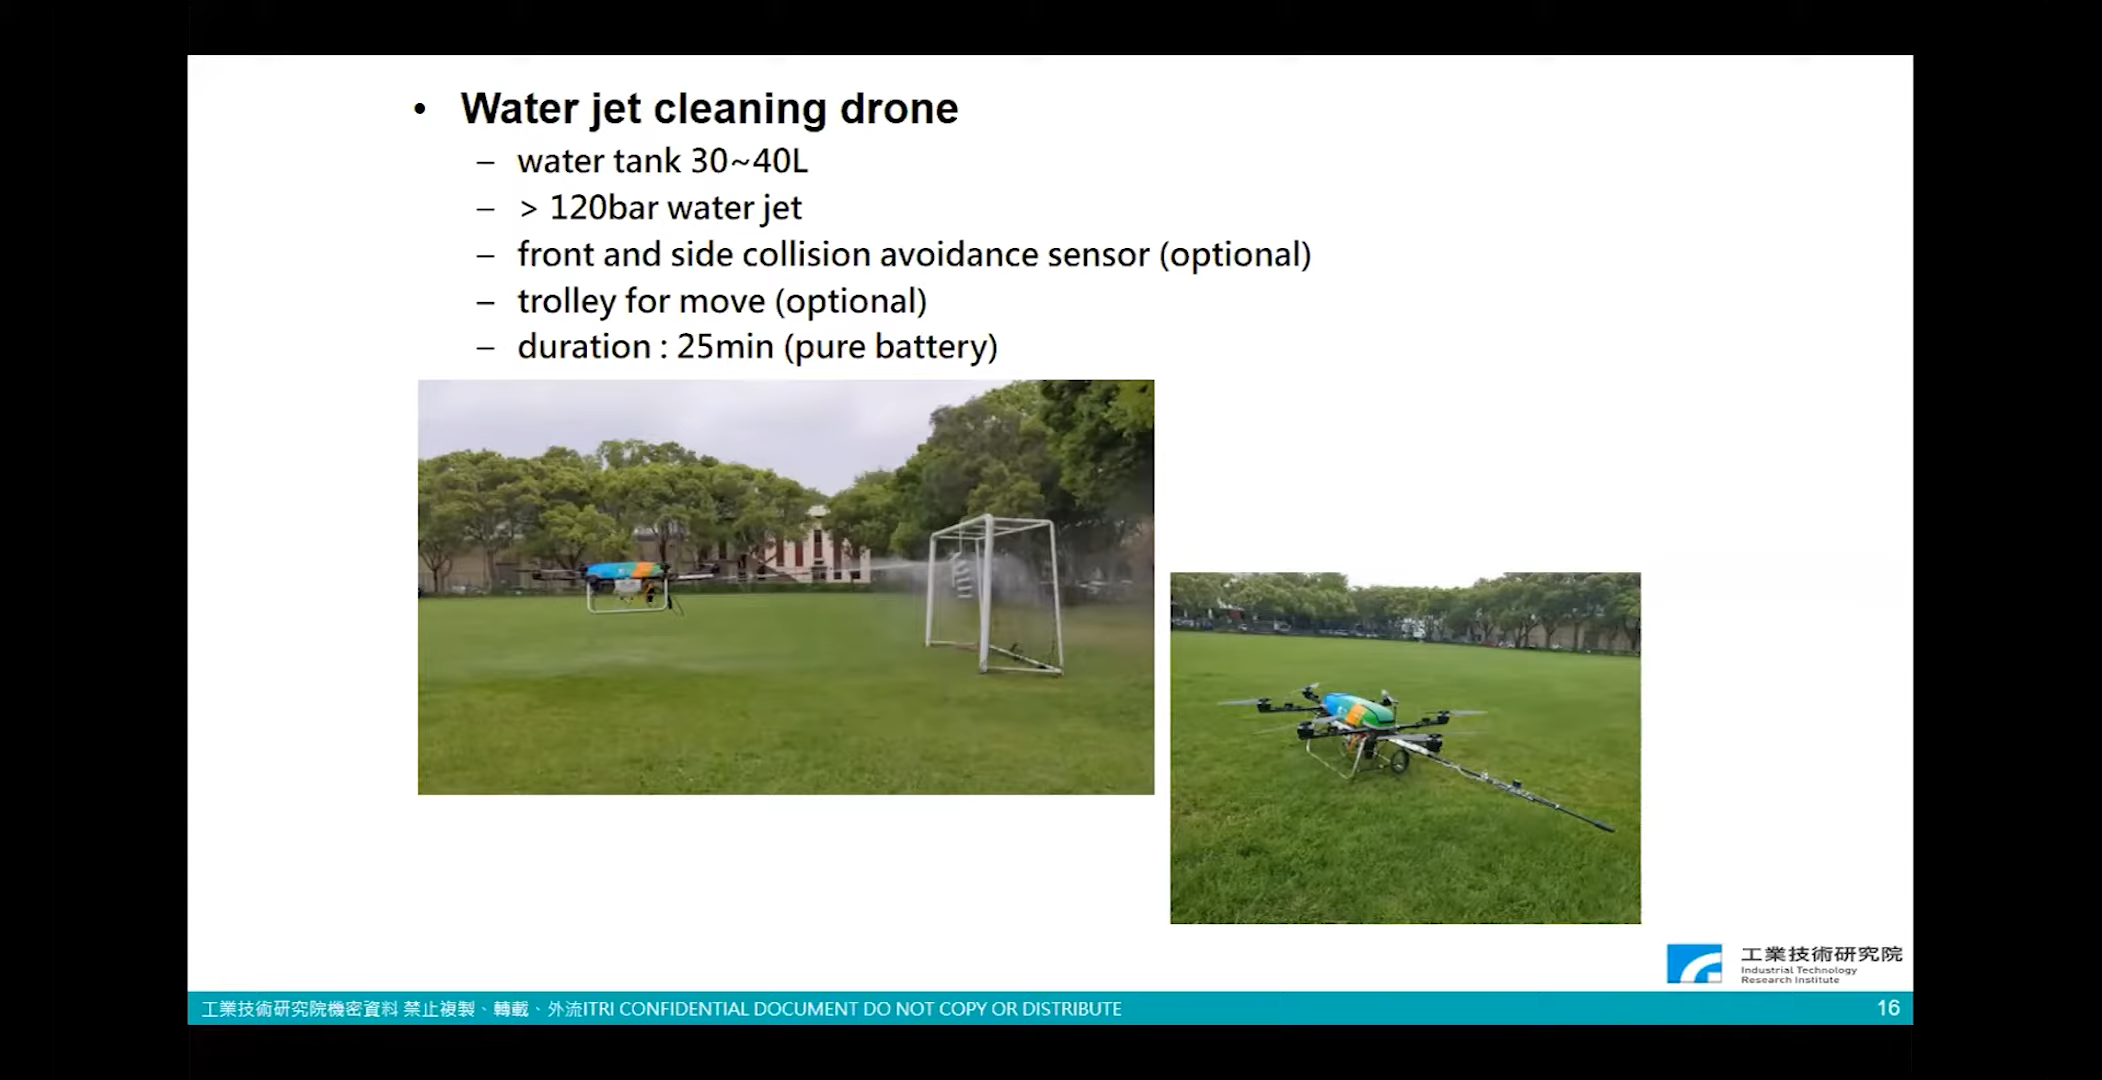 • Water jet cleaning drone
– water tank 30~40L
– > 120bar water jet
– front and side collision avoidance sensor (optional)
– trolley for move (optional)
– duration : 25min (pure battery)
工業技術研究院
Industrial Technology
Research Institute
工業技術研究院機密資料 禁止複製、轉載、外流ITRI CONFIDENTIAL DOCUMENT DO NOT COPY OR DISTRIBUTE
16